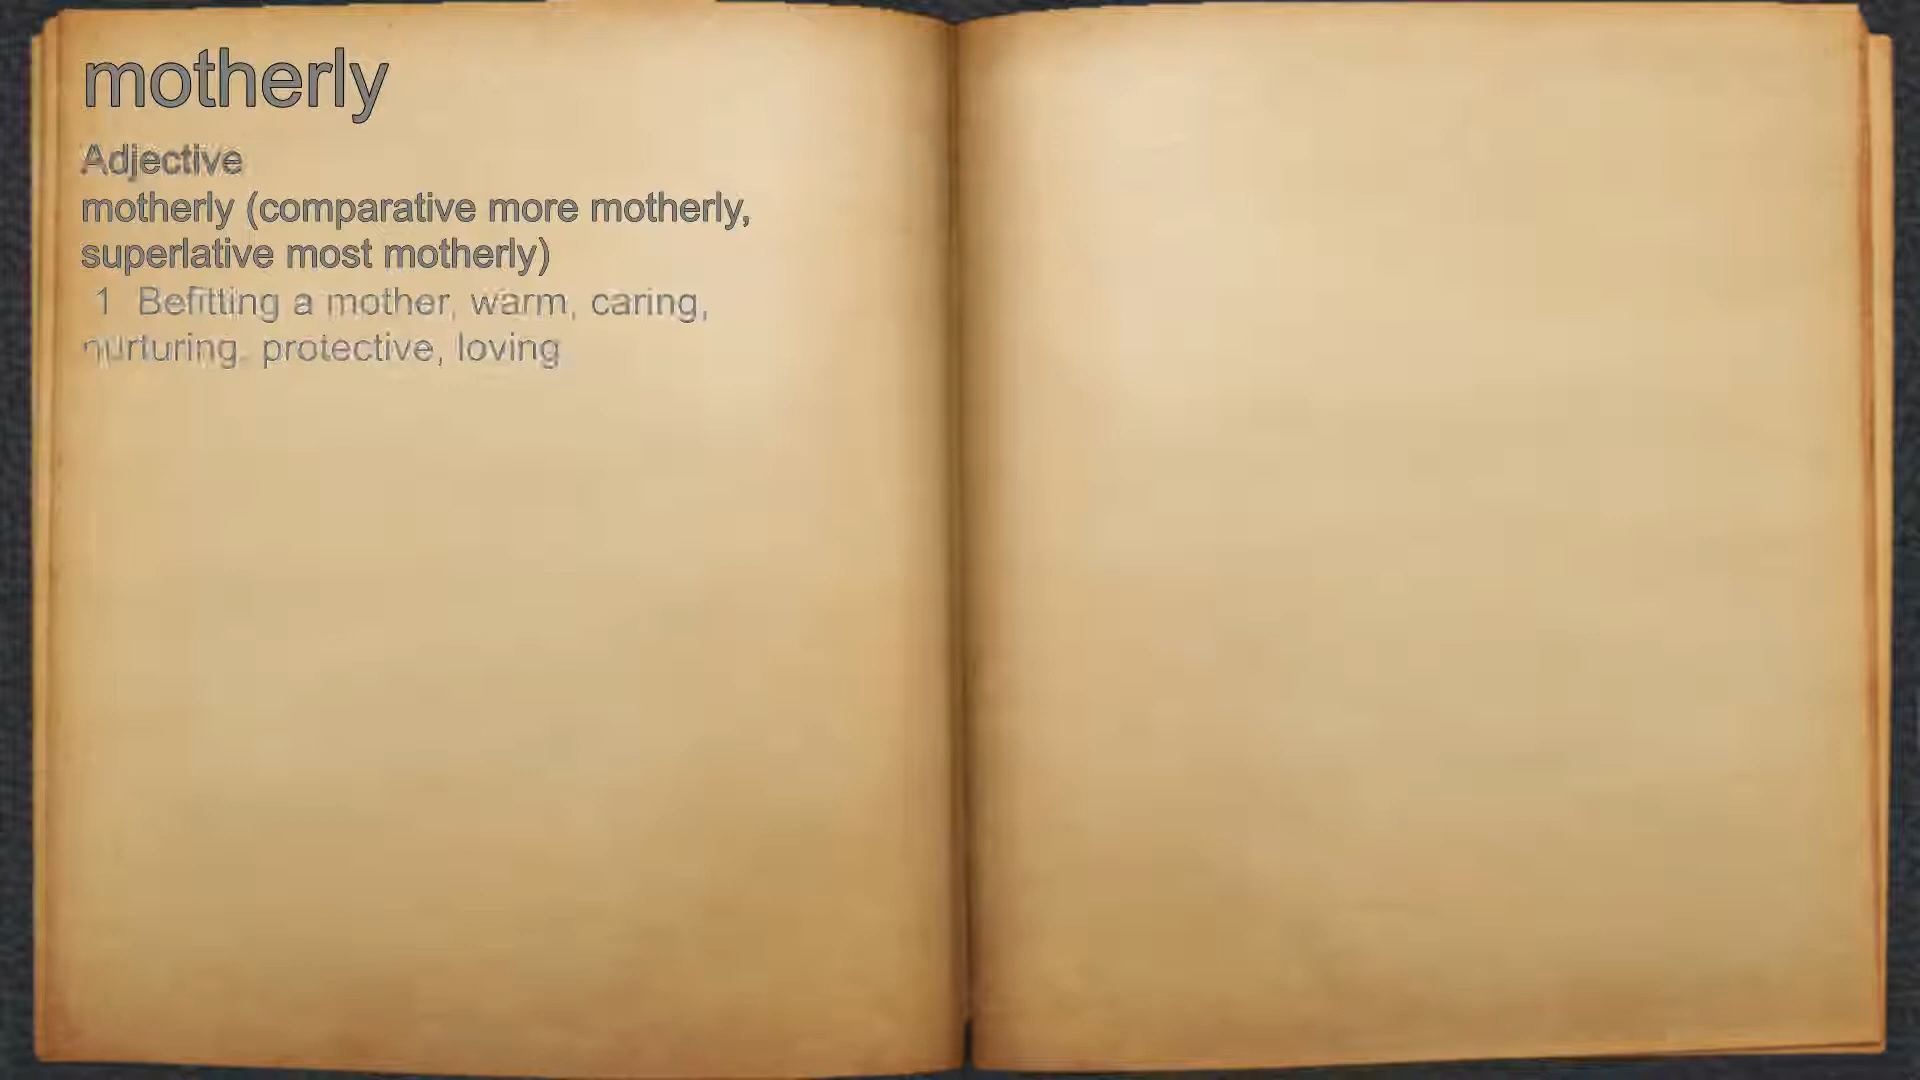 motherly
Adjective
motherly (comparative more motherly,
superlative most motherly)
1 Befitting a mother, warm, caring,
nurturing. protective, loving